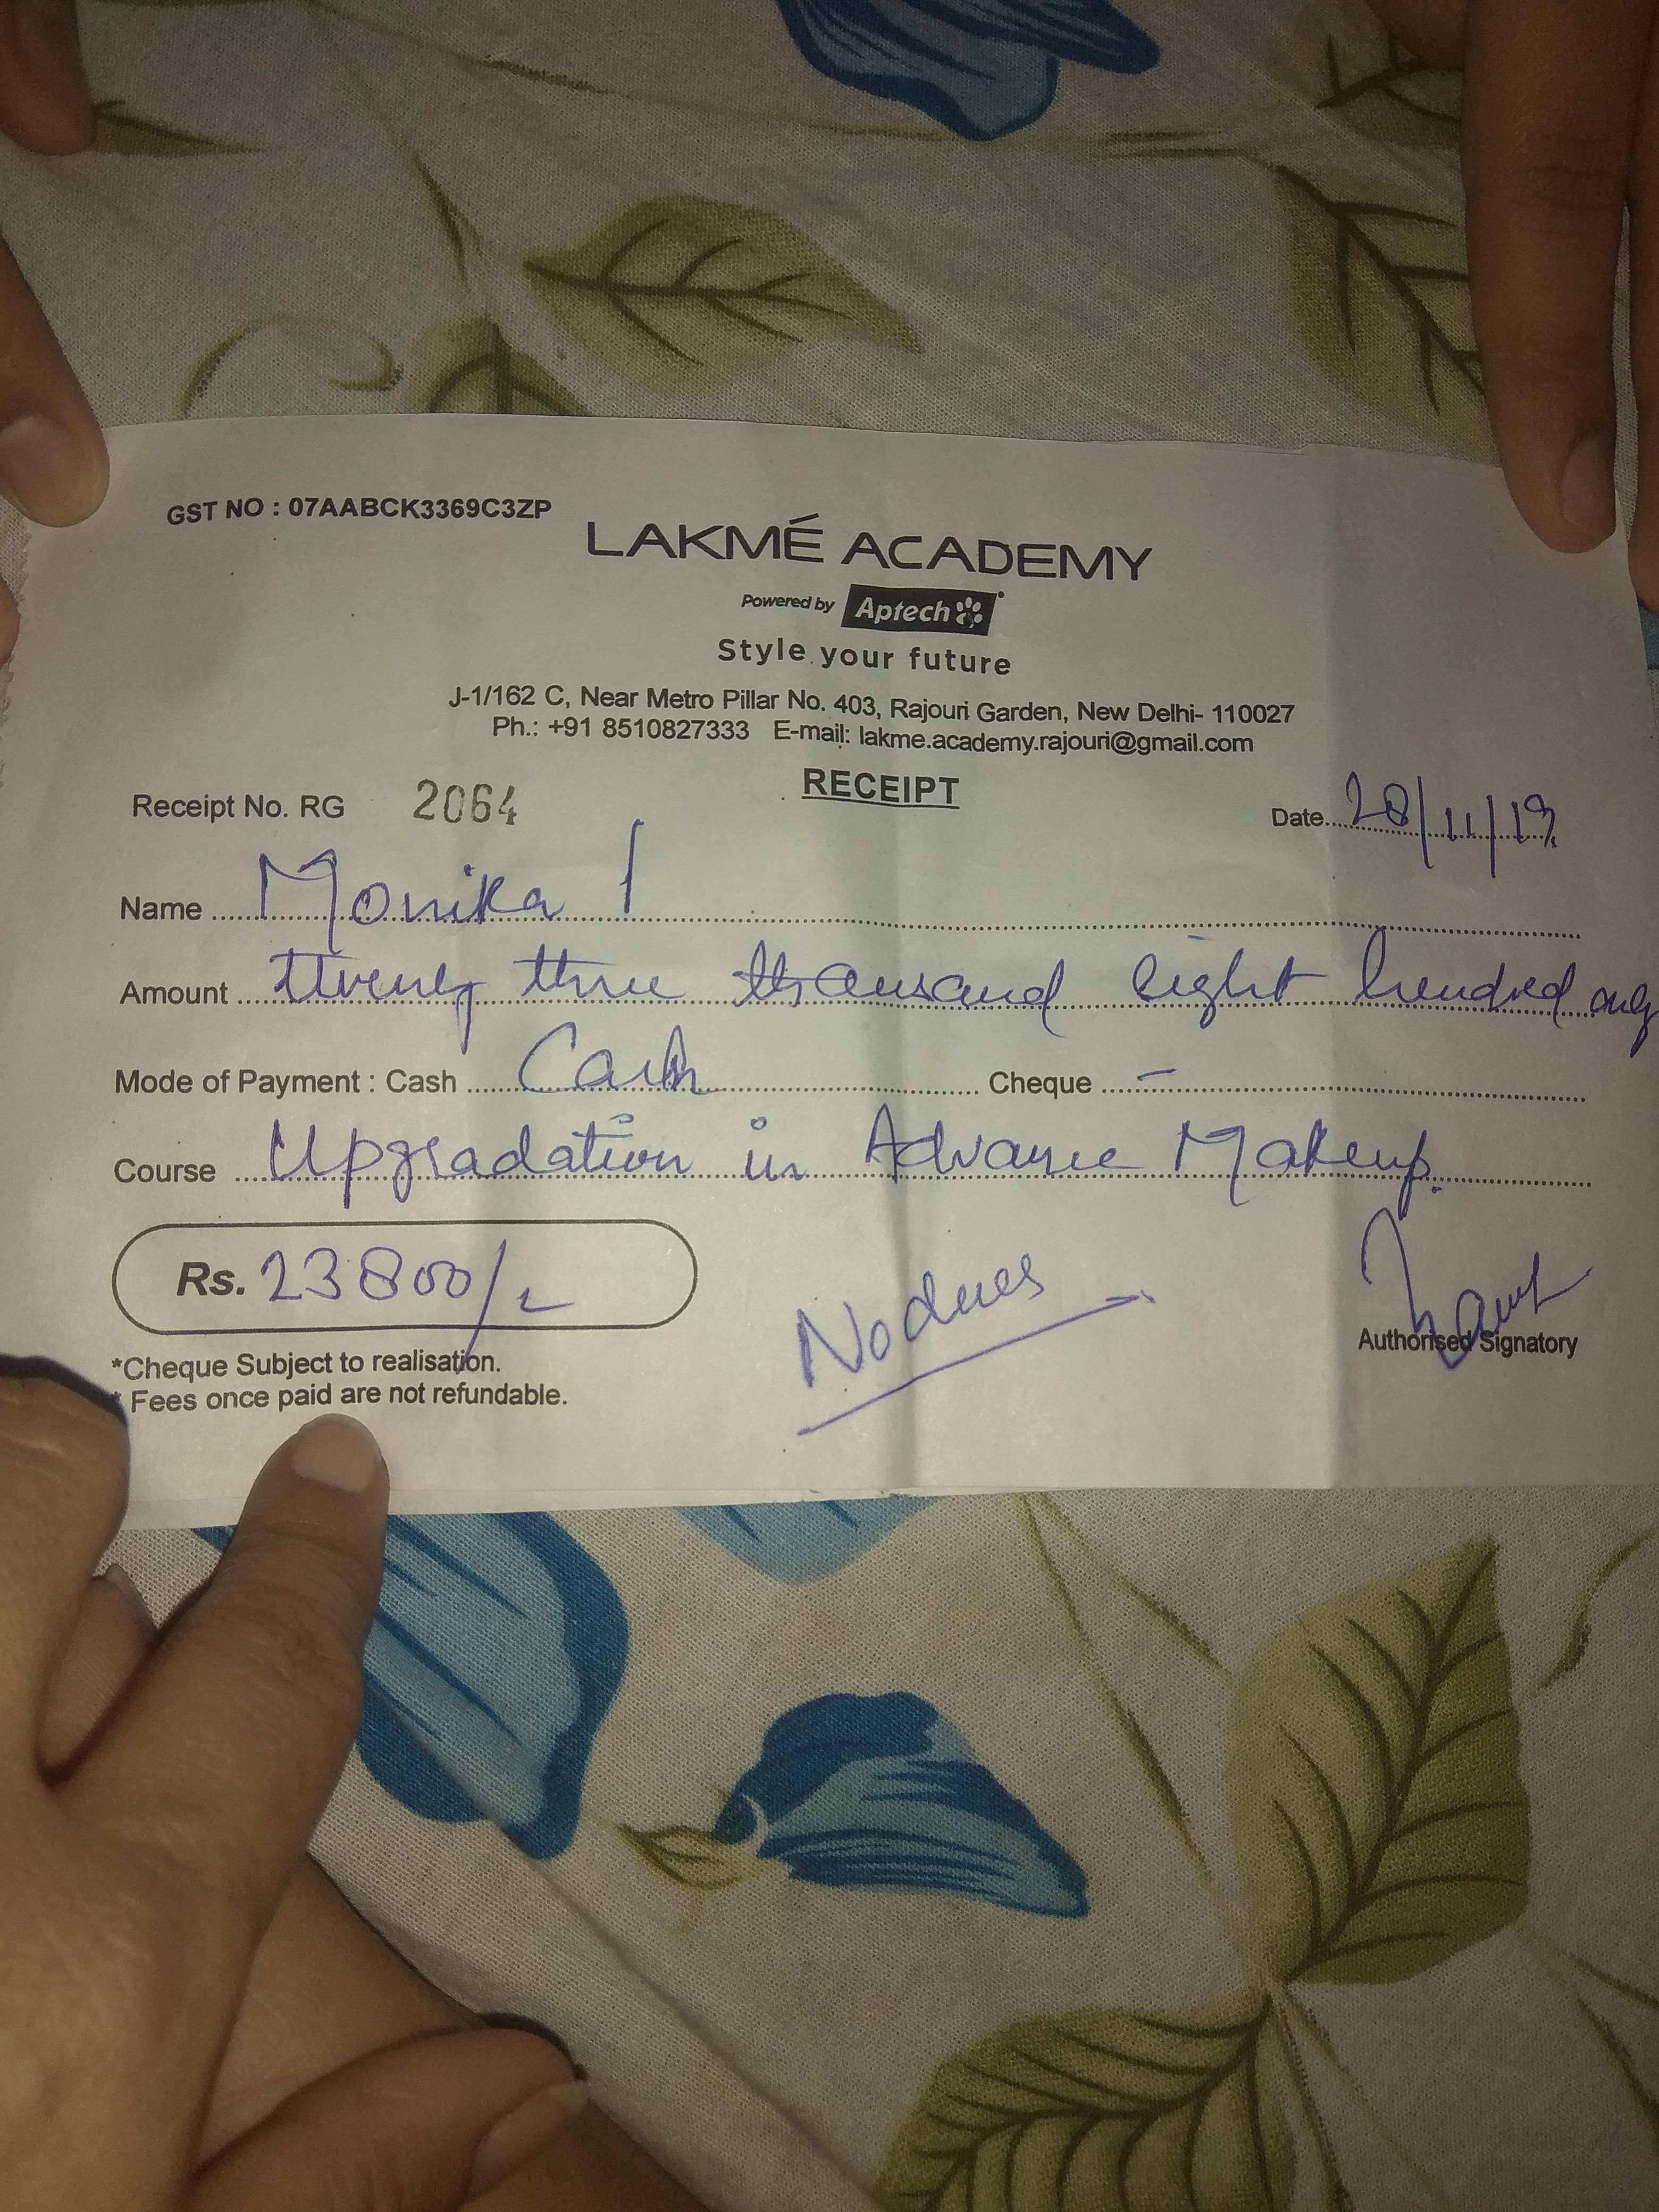 GST NO : 07AABCK3369C3ZP
LAKMÉ ACADEMY
Powered by Aptech
Style your future
J-1/162 C, Near Metro Pillar No. 403, Rajouri Garden, New Delhi- 110027
Ph.: +91 8510827333 E-mail: lakme.academy.rajouri@gmail.com
RECEIPT
Receipt No. RG 2064 Date 28/11/19
Name Monika
Amount Twenty three thousand eight hundred only
Mode of Payment : Cash Cash Cheque –
Course Upgradation in Advance Makeup.
Rs. 23800/-
No dues
Authorised Signatory
*Cheque Subject to realisation.
* Fees once paid are not refundable.